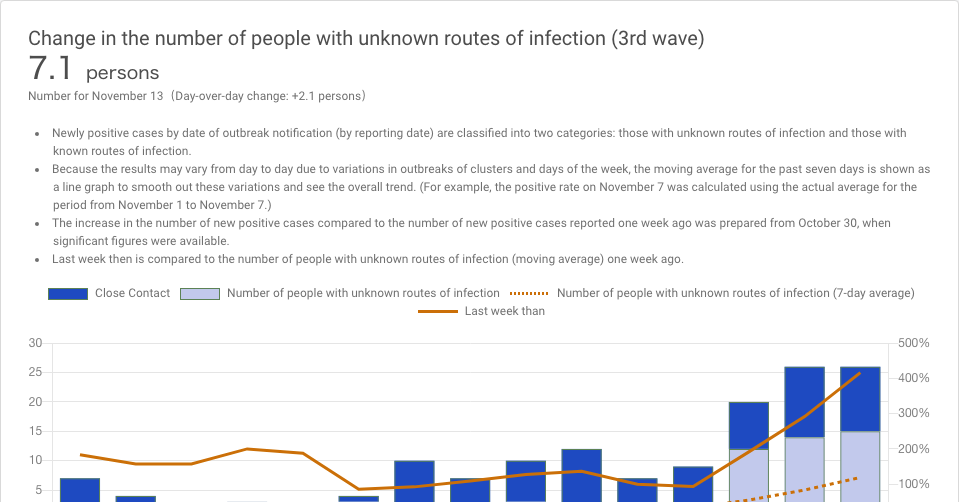 Change in the number of people with unknown routes of infection (3rd wave)
7.1 persons
Number for November 13（Day-over-day change: +2.1 persons）
• Newly positive cases by date of outbreak notification (by reporting date) are classified into two categories: those with unknown routes of infection and those with
known routes of infection.
• Because the results may vary from day to day due to variations in outbreaks of clusters and days of the week, the moving average for the past seven days is shown as
a line graph to smooth out these variations and see the overall trend. (For example, the positive rate on November 7 was calculated using the actual average for the
period from November 1 to November 7.)
• The increase in the number of new positive cases compared to the number of new positive cases reported one week ago was prepared from October 30, when
significant figures were available.
• Last week then is compared to the number of people with unknown routes of infection (moving average) one week ago.
Close Contact Number of people with unknown routes of infection Number of people with unknown routes of infection (7-day average)
Last week than
30 500%
25 400%
20 300%
15 200%
10 100%
5